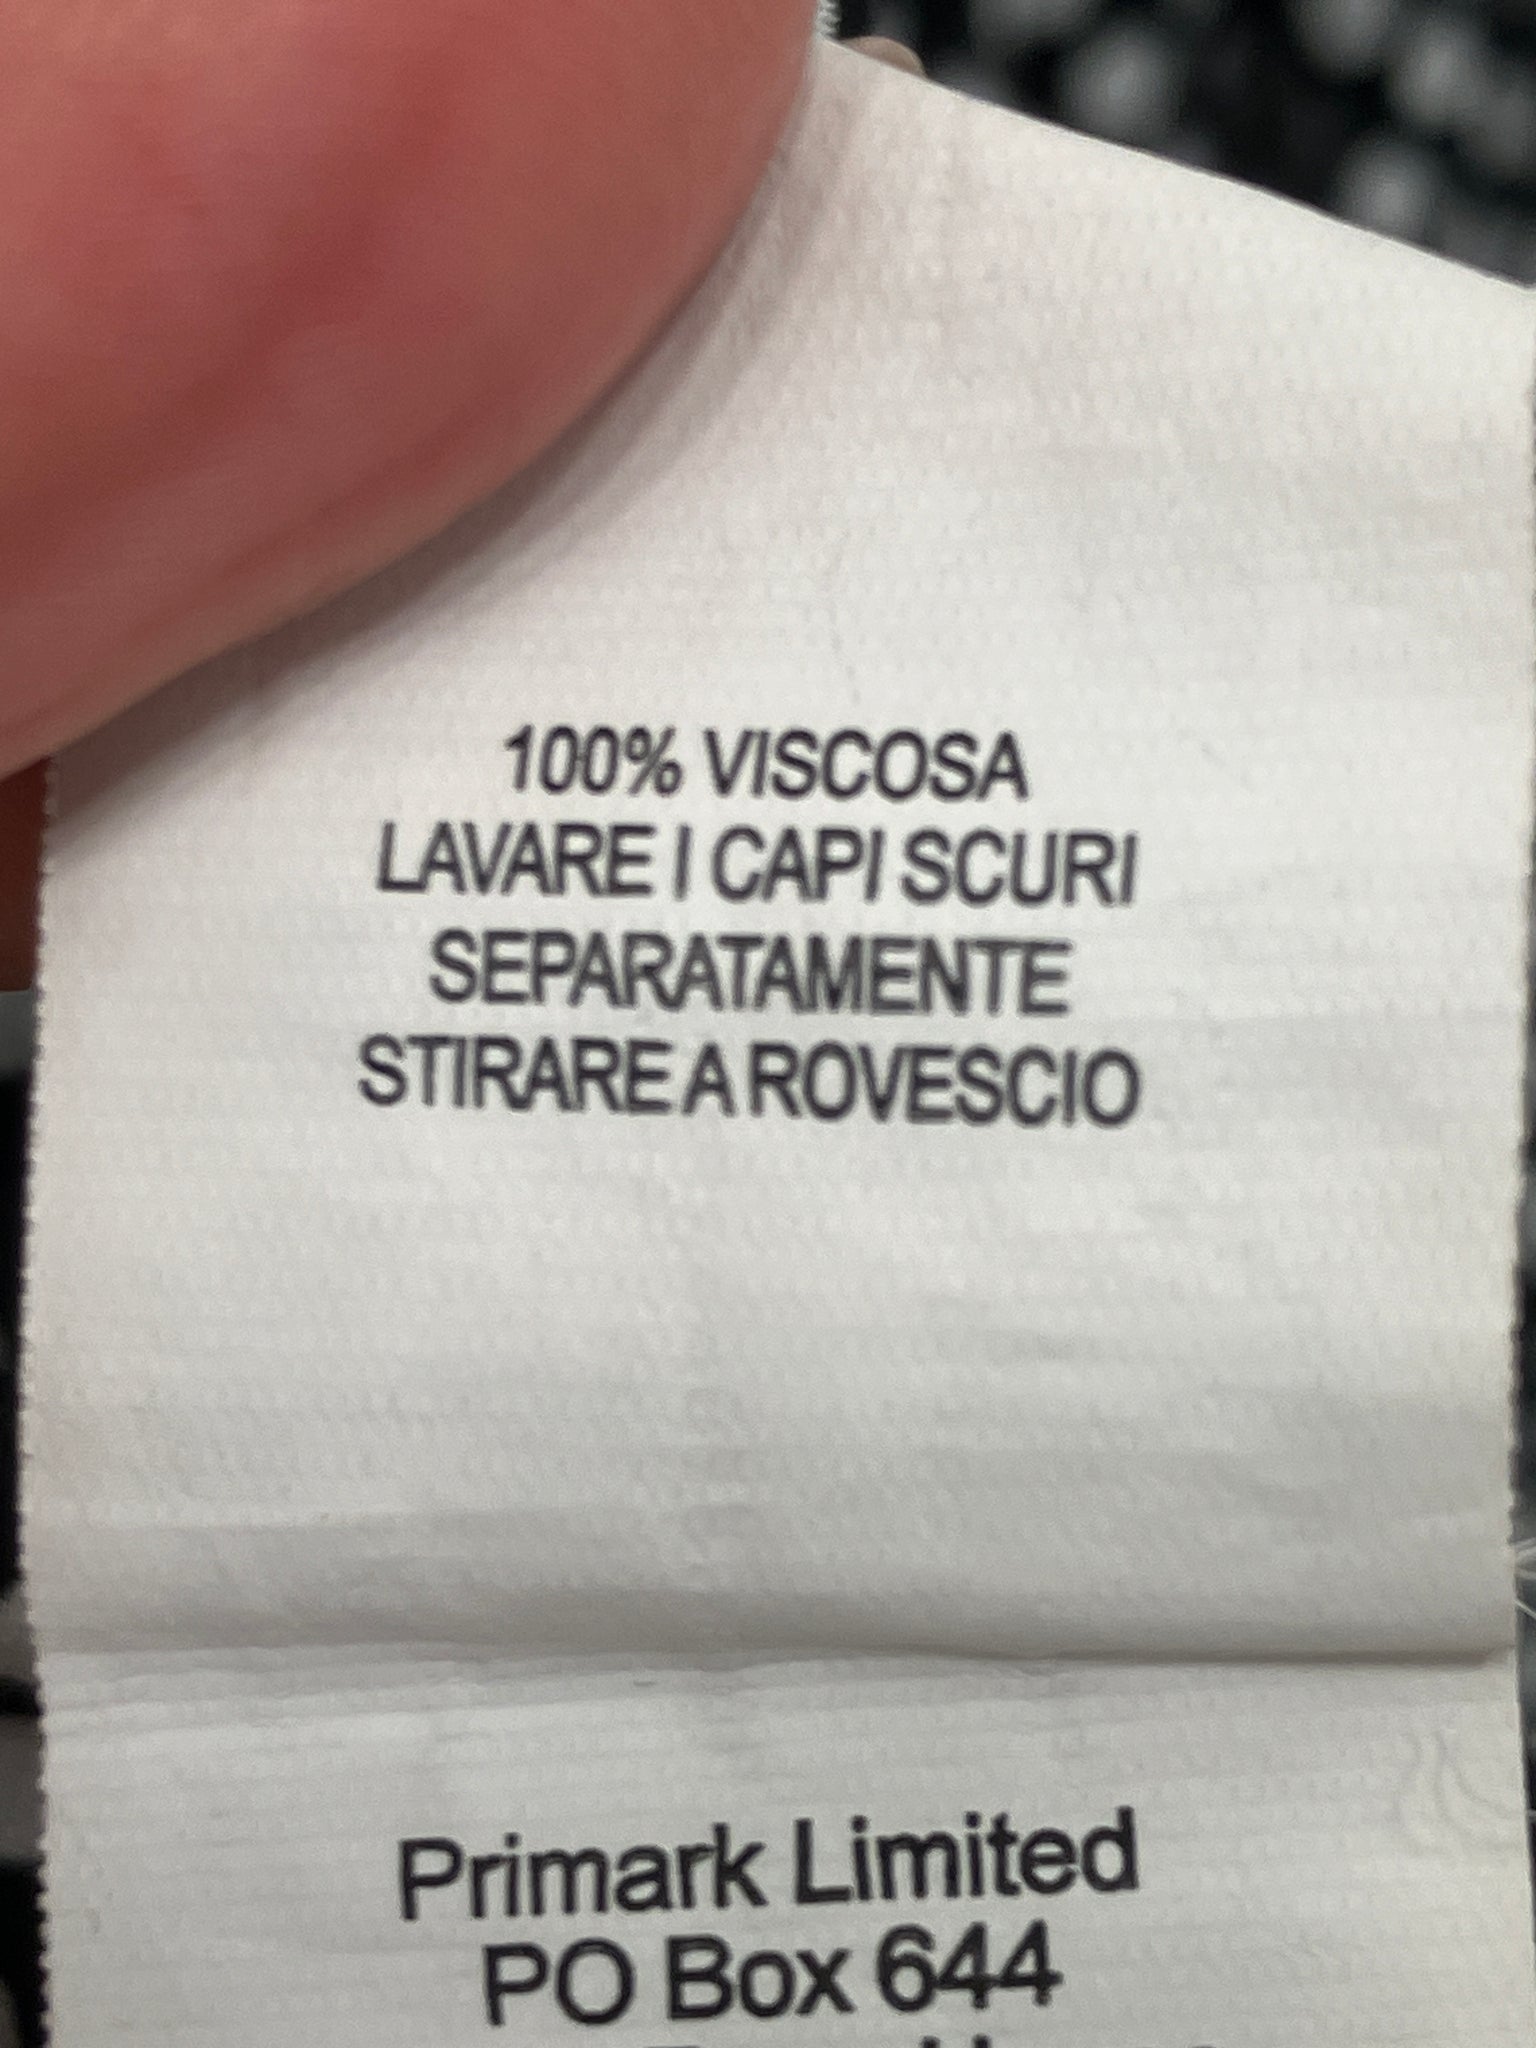 100% VISCOSA
LAVARE I CAPI SCURI
SEPARATAMENTE
STIRARE A ROVESCIO
Primark Limited
PO Box 644